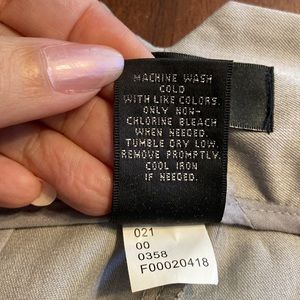 MACHINE WASH
COLD
WITH LIKE COLORS.
ONLY NON-
CHLORINE BLEACH
WHEN NEEDED.
TUMBLE DRY LOW.
REMOVE PROMPTLY.
COOL IRON
IF NEEDED.
021
00
0358
F00020418